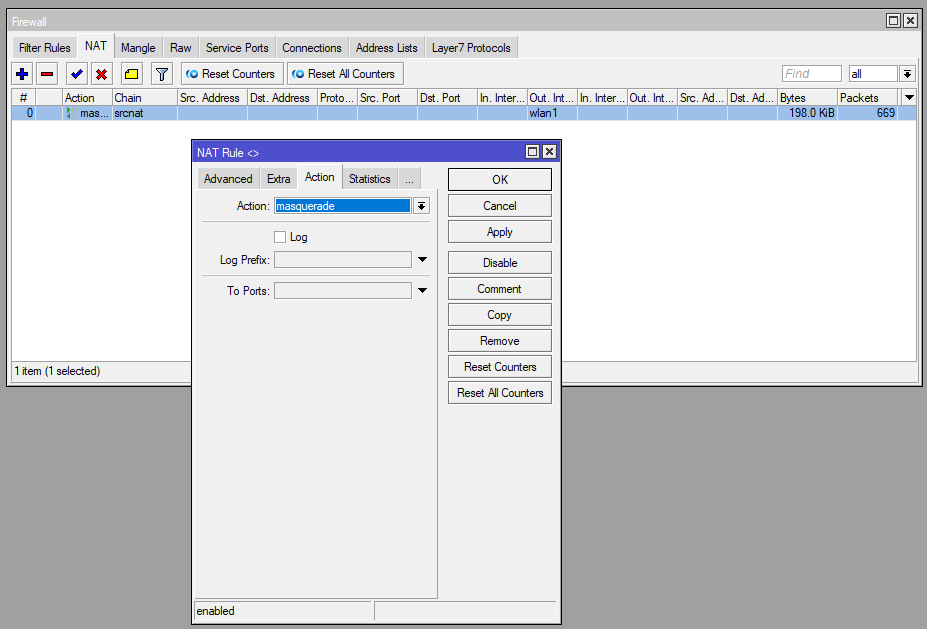 Firewall
Filter Rules NAT Mangle Raw Service Ports Connections Address Lists Layer7 Protocols
Reset Counters Reset All Counters Find all
# Action Chain Src. Address Dst. Address Proto... Src. Port Dst. Port In. Inter... Out. Int... In. Inter... Out. Int... Src. Ad... Dst. Ad... Bytes Packets
0 mas... srcnat wlan1 198.0 KiB 669
1 item (1 selected)
NAT Rule <>
Advanced Extra Action Statistics ...
Action: masquerade
Log
Log Prefix:
To Ports:
OK
Cancel
Apply
Disable
Comment
Copy
Remove
Reset Counters
Reset All Counters
enabled